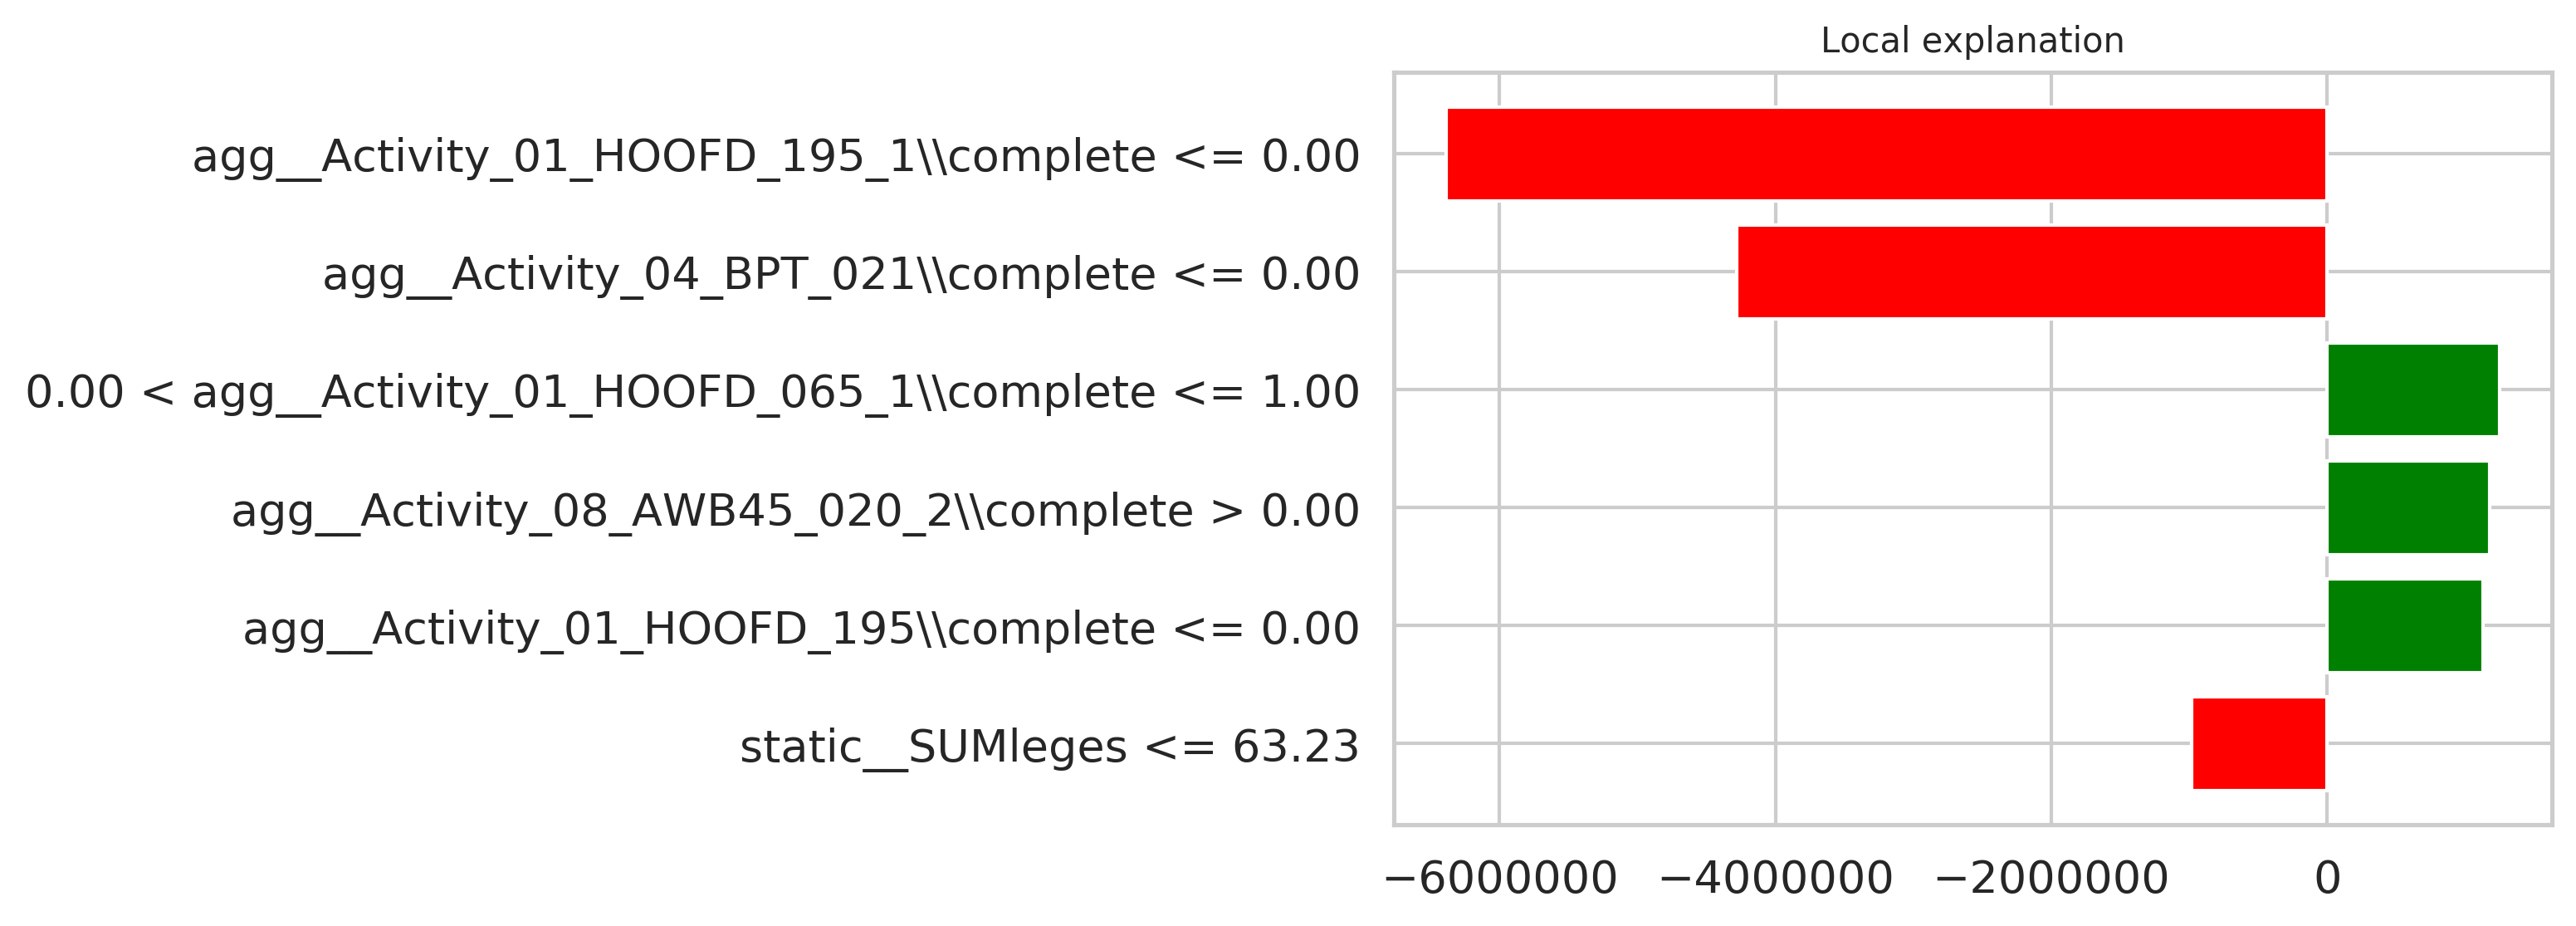 Local explanation
agg__Activity_01_HOOFD_195_1\\complete <= 0.00
agg__Activity_04_BPT_021\\complete <= 0.00
0.00 < agg__Activity_01_HOOFD_065_1\\complete <= 1.00
agg__Activity_08_AWB45_020_2\\complete > 0.00
agg__Activity_01_HOOFD_195\\complete <= 0.00
static__SUMleges <= 63.23
−6000000 −4000000 −2000000 0